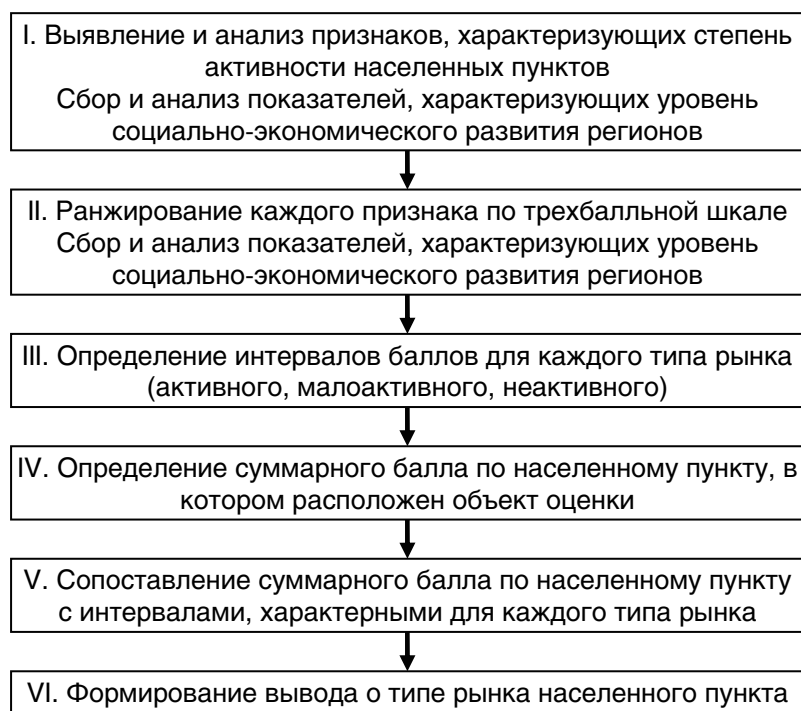 I. Выявление и анализ признаков, характеризующих степень
активности населенных пунктов
Сбор и анализ показателей, характеризующих уровень
социально-экономического развития регионов
II. Ранжирование каждого признака по трехбалльной шкале
Сбор и анализ показателей, характеризующих уровень
социально-экономического развития регионов
III. Определение интервалов баллов для каждого типа рынка
(активного, малоактивного, неактивного)
IV. Определение суммарного балла по населенному пункту, в
котором расположен объект оценки
V. Сопоставление суммарного балла по населенному пункту
с интервалами, характерными для каждого типа рынка
VI. Формирование вывода о типе рынка населенного пункта